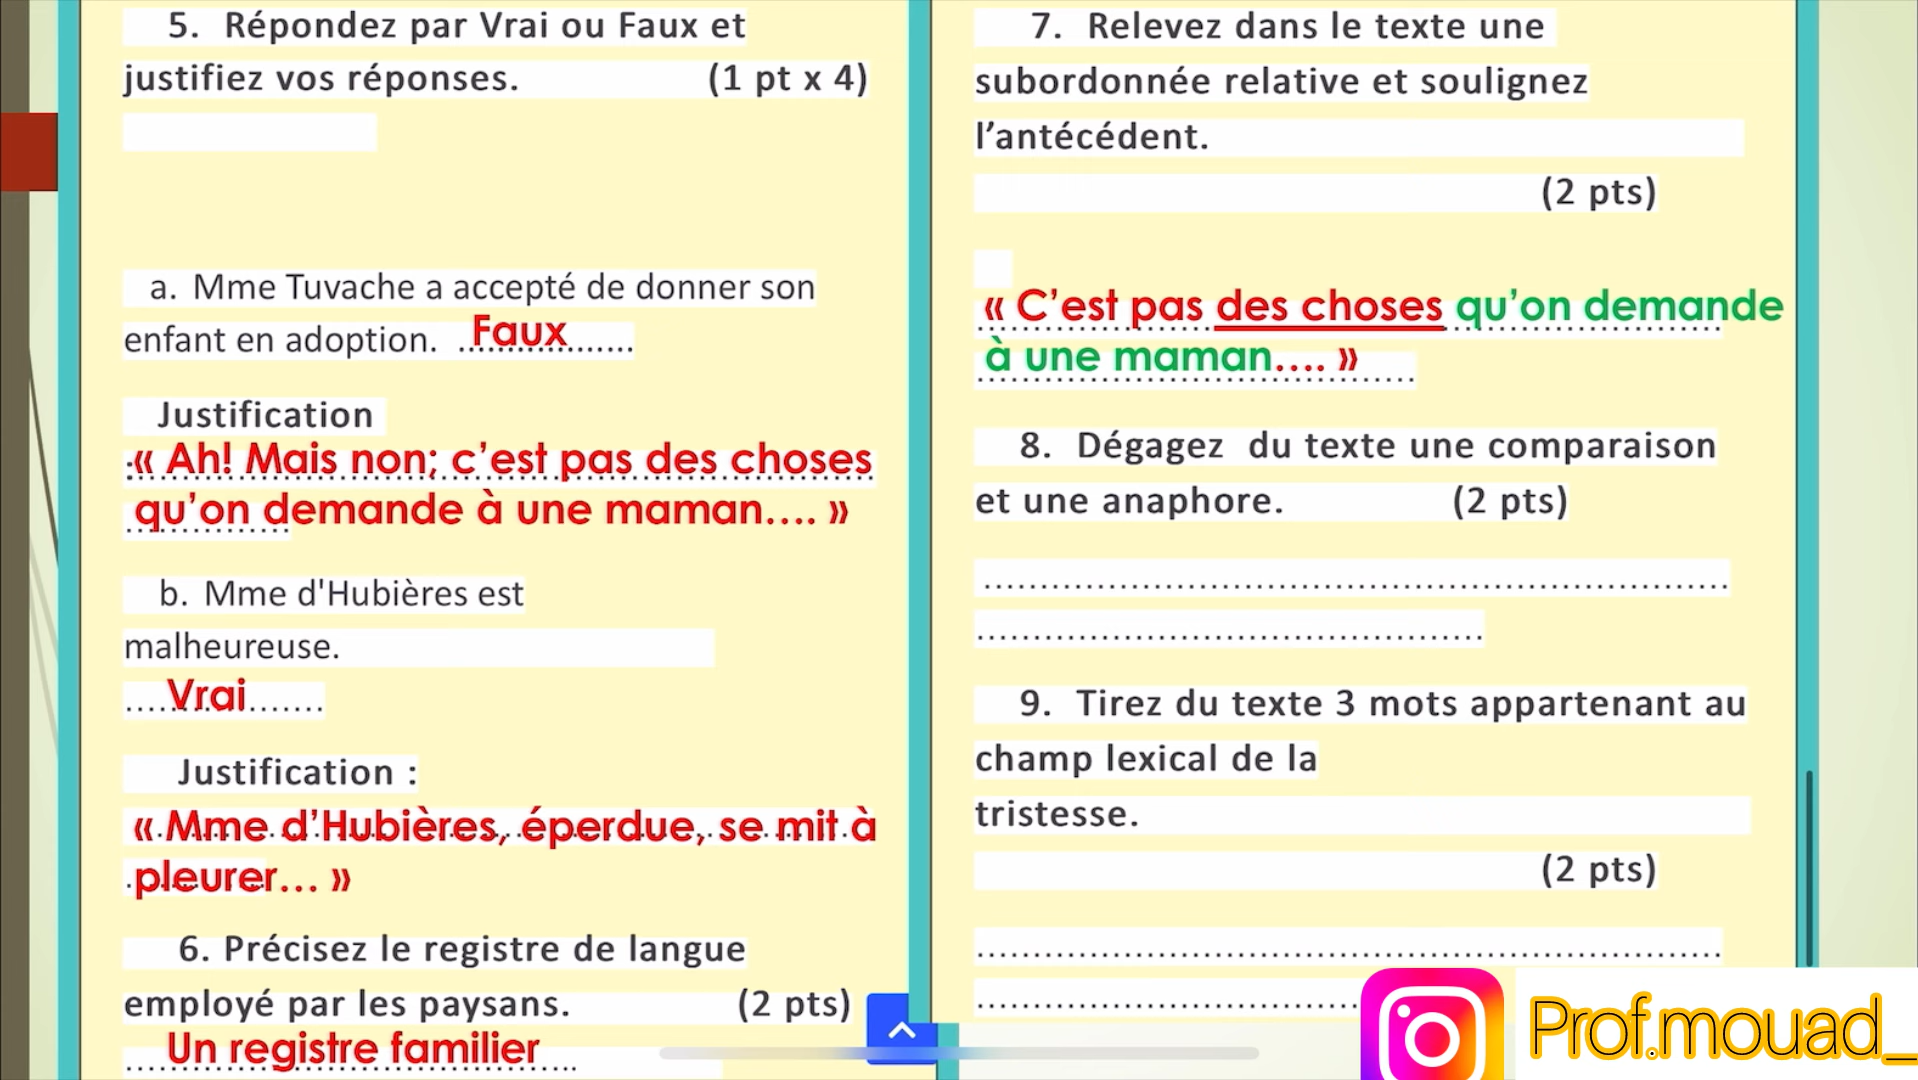 5. Répondez par Vrai ou Faux et
justifiez vos réponses. (1 pt x 4)
a. Mme Tuvache a accepté de donner son
enfant en adoption. ..Faux.......
Justification
:« Ah! Mais non; c’est pas des choses
qu’on demande à une maman…. »
b. Mme d'Hubières est
malheureuse.
....Vrai.......
Justification :
« Mme d’Hubières, éperdue, se mit à
pleurer… »
6. Précisez le registre de langue
employé par les paysans. (2 pts)
Un registre familier
7. Relevez dans le texte une
subordonnée relative et soulignez
l’antécédent.
(2 pts)
« C’est pas des choses qu’on demande
à une maman…. »
8. Dégagez du texte une comparaison
et une anaphore. (2 pts)
9. Tirez du texte 3 mots appartenant au
champ lexical de la
tristesse.
(2 pts)
Prof.mouad_